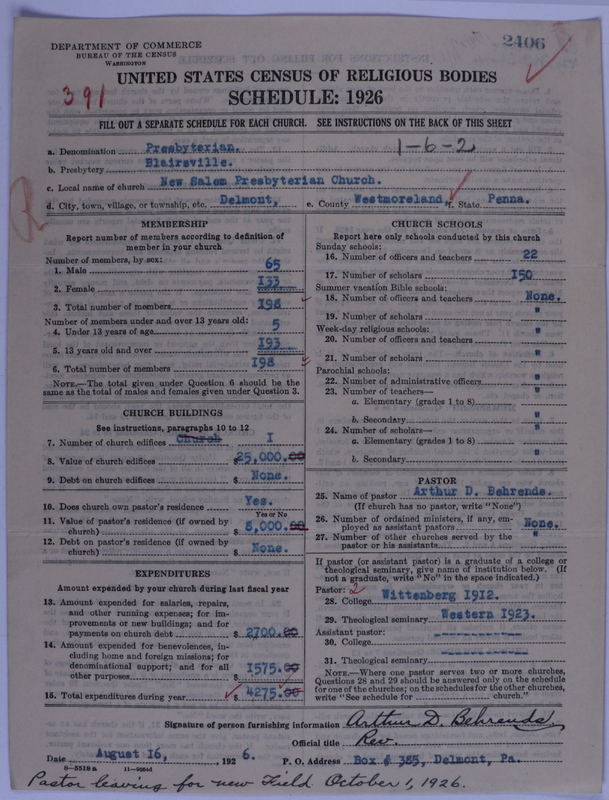 2406
DEPARTMENT OF COMMERCE
BUREAU OF THE CENSUS
WASHINGTON
UNITED STATES CENSUS OF RELIGIOUS BODIES
391
SCHEDULE: 1926
FILL OUT A SEPARATE SCHEDULE FOR EACH CHURCH. SEE INSTRUCTIONS ON THE BACK OF THIS SHEET
a. Denomination Presbyterian. 1-6-2
b. Presbytery Blairsville.
c. Local name of church New Salem Presbyterian Church.
d. City, town, village, or township, etc. Delmont, e. County Westmoreland, f. State Penna.
MEMBERSHIP
Report number of members according to definition of
member in your church
Number of members, by sex:
1. Male 65
2. Female 133
3. Total number of members 198
Number of members under and over 13 years old:
4. Under 13 years of age 5
5. 13 years old and over 193
6. Total number of members 198
NOTE.—The total given under Question 6 should be
same as the total of males and females given under Question 3.
CHURCH BUILDINGS
See instructions, paragraphs 10 to 12
7. Number of church edifices Church I
8. Value of church edifices $25,000.00
9. Debt on church edifices $ None.
10. Does church own pastor's residence Yes.
Yes or No
11. Value of pastor's residence (if owned by
church) $ 5,000.00
12. Debt on pastor's residence (if owned by
church) $ None.
EXPENDITURES
Amount expended by your church during last fiscal year
13. Amount expended for salaries, repairs,
and other running expenses; for im-
provements or new buildings; and for
payments on church debt $ 2700.00
14. Amount expended for benevolences, in-
cluding home and foreign missions; for
denominational support; and for all
other purposes $ 1575.00
15. Total expenditures during year $ 4275.00
CHURCH SCHOOLS
Report here only schools conducted by this church
Sunday schools:
16. Number of officers and teachers 22
17. Number of scholars 150
Summer vacation Bible schools:
18. Number of officers and teachers None.
19. Number of scholars "
Week-day religious schools:
20. Number of officers and teachers "
21. Number of scholars "
Parochial schools:
22. Number of administrative officers "
23. Number of teachers—
a. Elementary (grades 1 to 8) "
b. Secondary "
24. Number of scholars—
a. Elementary (grades 1 to 8) "
b. Secondary "
PASTOR
25. Name of pastor Arthur D. Behrends.
(If church has no pastor, write "None")
26. Number of ordained ministers, if any, em-
ployed as assistant pastors None.
27. Number of other churches served by the
pastor or his assistants "
If pastor (or assistant pastor) is a graduate of a college or
theological seminary, give name of institution below. (If
not a graduate, write "No" in the space indicated.)
Pastor: 2
28. College Wittenberg 1912.
29. Theological seminary Western 1923.
Assistant pastor:
30. College
31. Theological seminary
NOTE.—Where one pastor serves two or more churches,
Questions 28 and 29 should be answered only on the schedule
for one of the churches; on the schedules for the other churches,
write "See schedule for church."
Signature of person furnishing information Arthur D. Behrends.
Official title Rev.
Date August 16, 1926. P. O. Address Box # 385, Delmont, Pa.
8—5518a 11—9054d
Pastor leaving for new Field October 1, 1926.